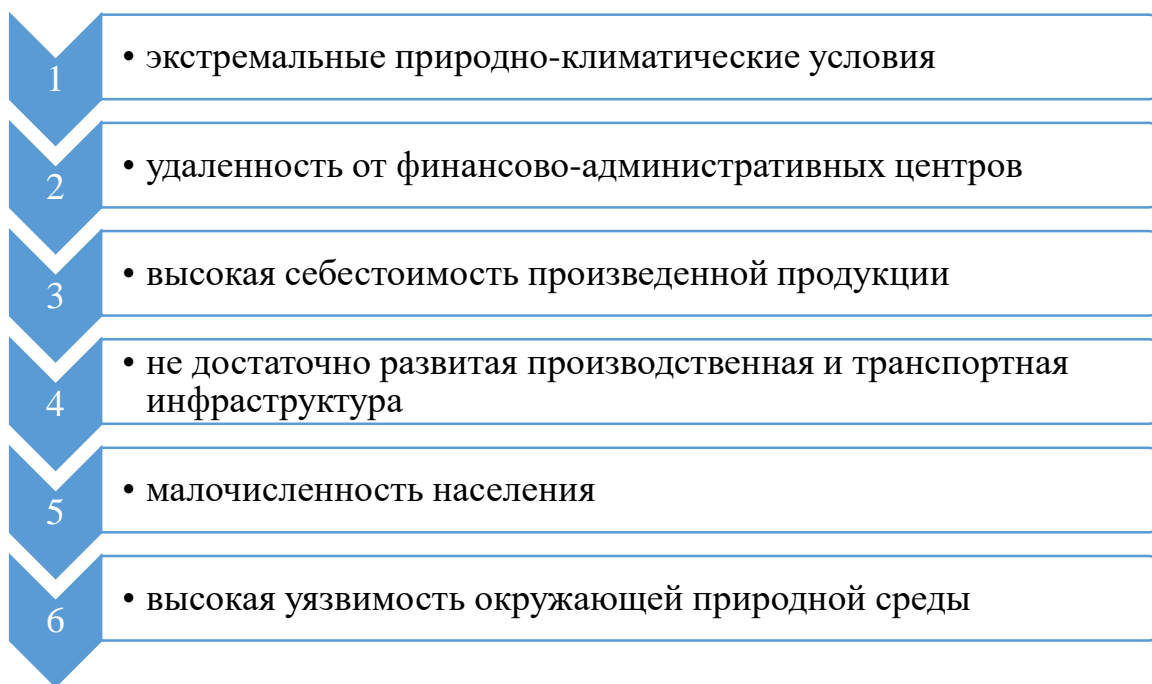 1
• экстремальные природно-климатические условия
2
• удаленность от финансово-административных центров
3
• высокая себестоимость произведенной продукции
4
• не достаточно развитая производственная и транспортная
инфраструктура
5
• малочисленность населения
6
• высокая уязвимость окружающей природной среды